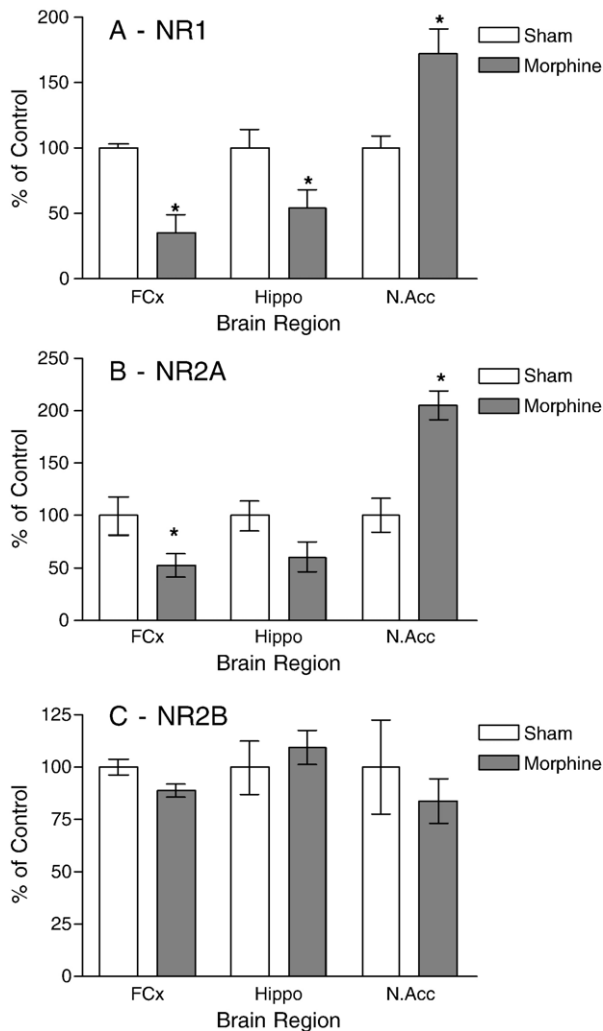 A - NR1
Sham
Morphine
% of Control
200
150
100
50
0
*
*
*
FCx
Hippo
N.Acc
Brain Region
B - NR2A
Sham
Morphine
% of Control
250
200
150
100
50
0
*
*
FCx
Hippo
N.Acc
Brain Region
C - NR2B
Sham
Morphine
% of Control
125
100
75
50
25
0
FCx
Hippo
N.Acc
Brain Region